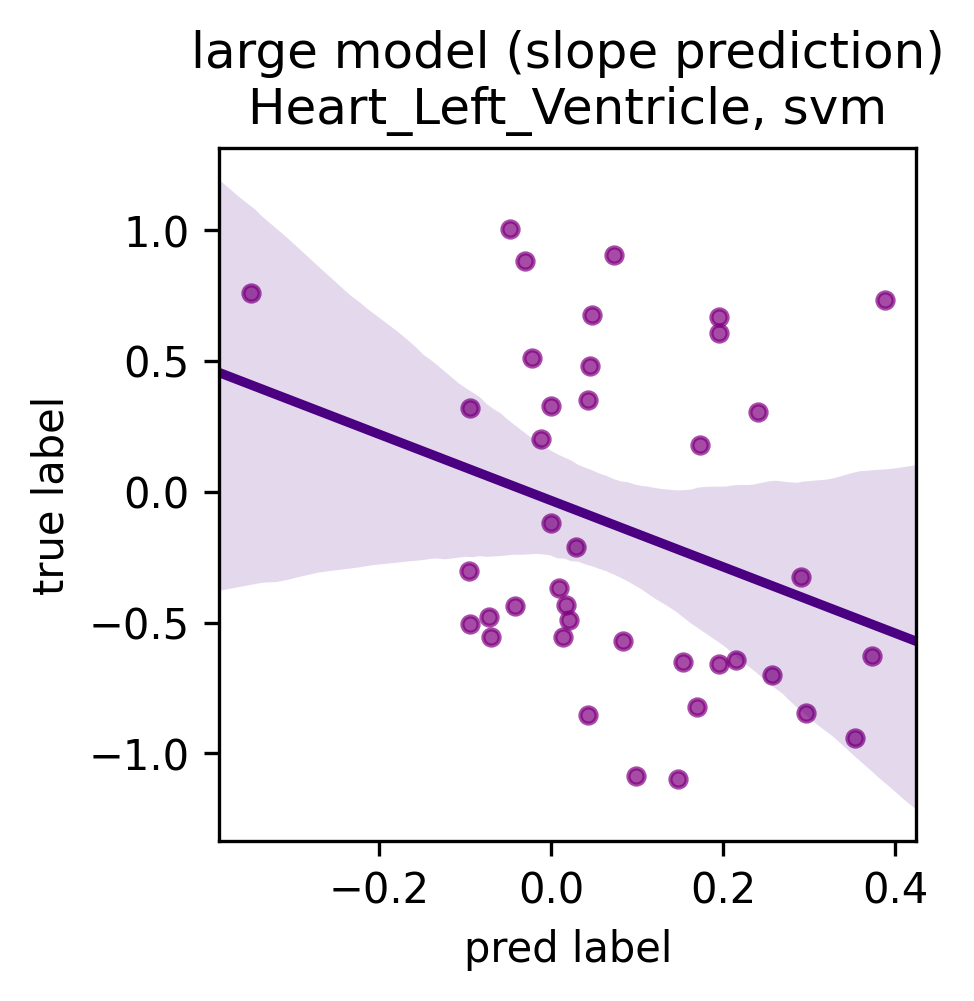 large model (slope prediction)
Heart_Left_Ventricle, svm
true label
1.0
0.5
0.0
−0.5
−1.0
−0.2
0.0
0.2
0.4
pred label